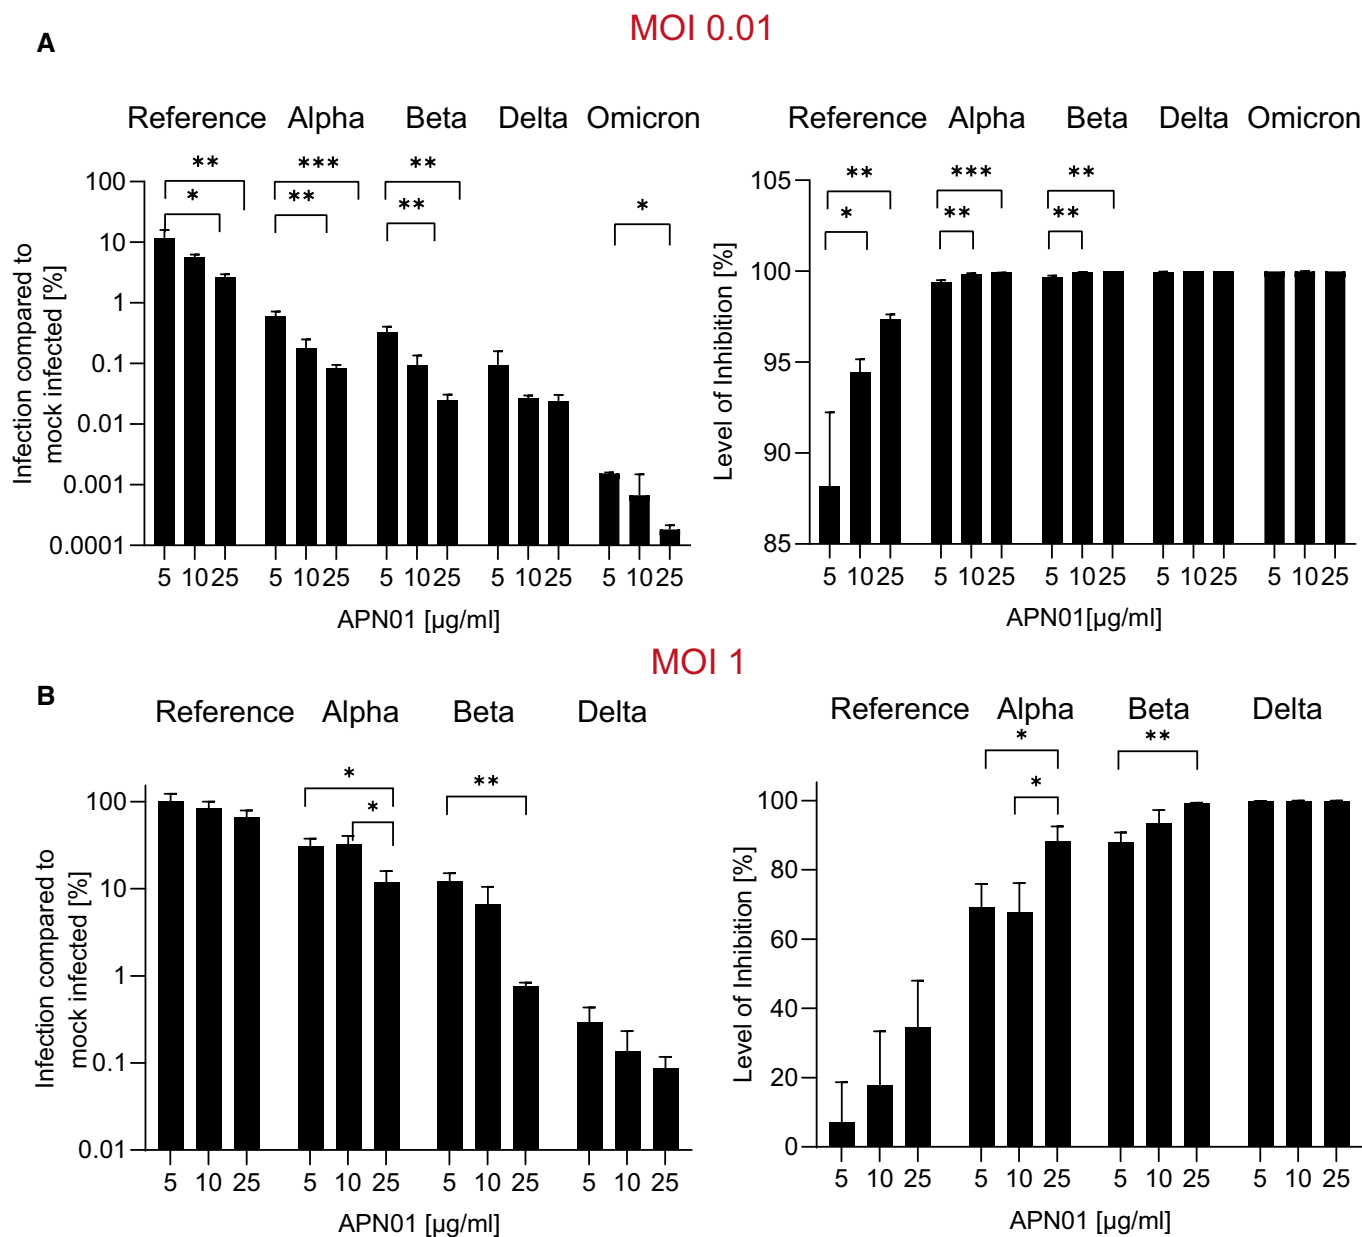 MOI 0.01
A
Reference Alpha Beta Delta Omicron
** *** **
* ** ** *
100
10
1
0.1
0.01
0.001
0.0001
Infection compared to
mock infected [%]
5 10 25 5 10 25 5 10 25 5 10 25 5 10 25
APN01 [µg/ml]
Reference Alpha Beta Delta Omicron
** *** **
* ** **
105
100
95
90
85
Level of Inhibition [%]
5 10 25 5 10 25 5 10 25 5 10 25 5 10 25
APN01[µg/ml]
MOI 1
B
Reference Alpha Beta Delta
* **
*
100
10
1
0.1
0.01
Infection compared to
mock infected [%]
5 10 25 5 10 25 5 10 25 5 10 25
APN01 [µg/ml]
Reference Alpha Beta Delta
* **
*
100
80
60
40
20
0
Level of Inhibition [%]
5 10 25 5 10 25 5 10 25 5 10 25
APN01 [µg/ml]